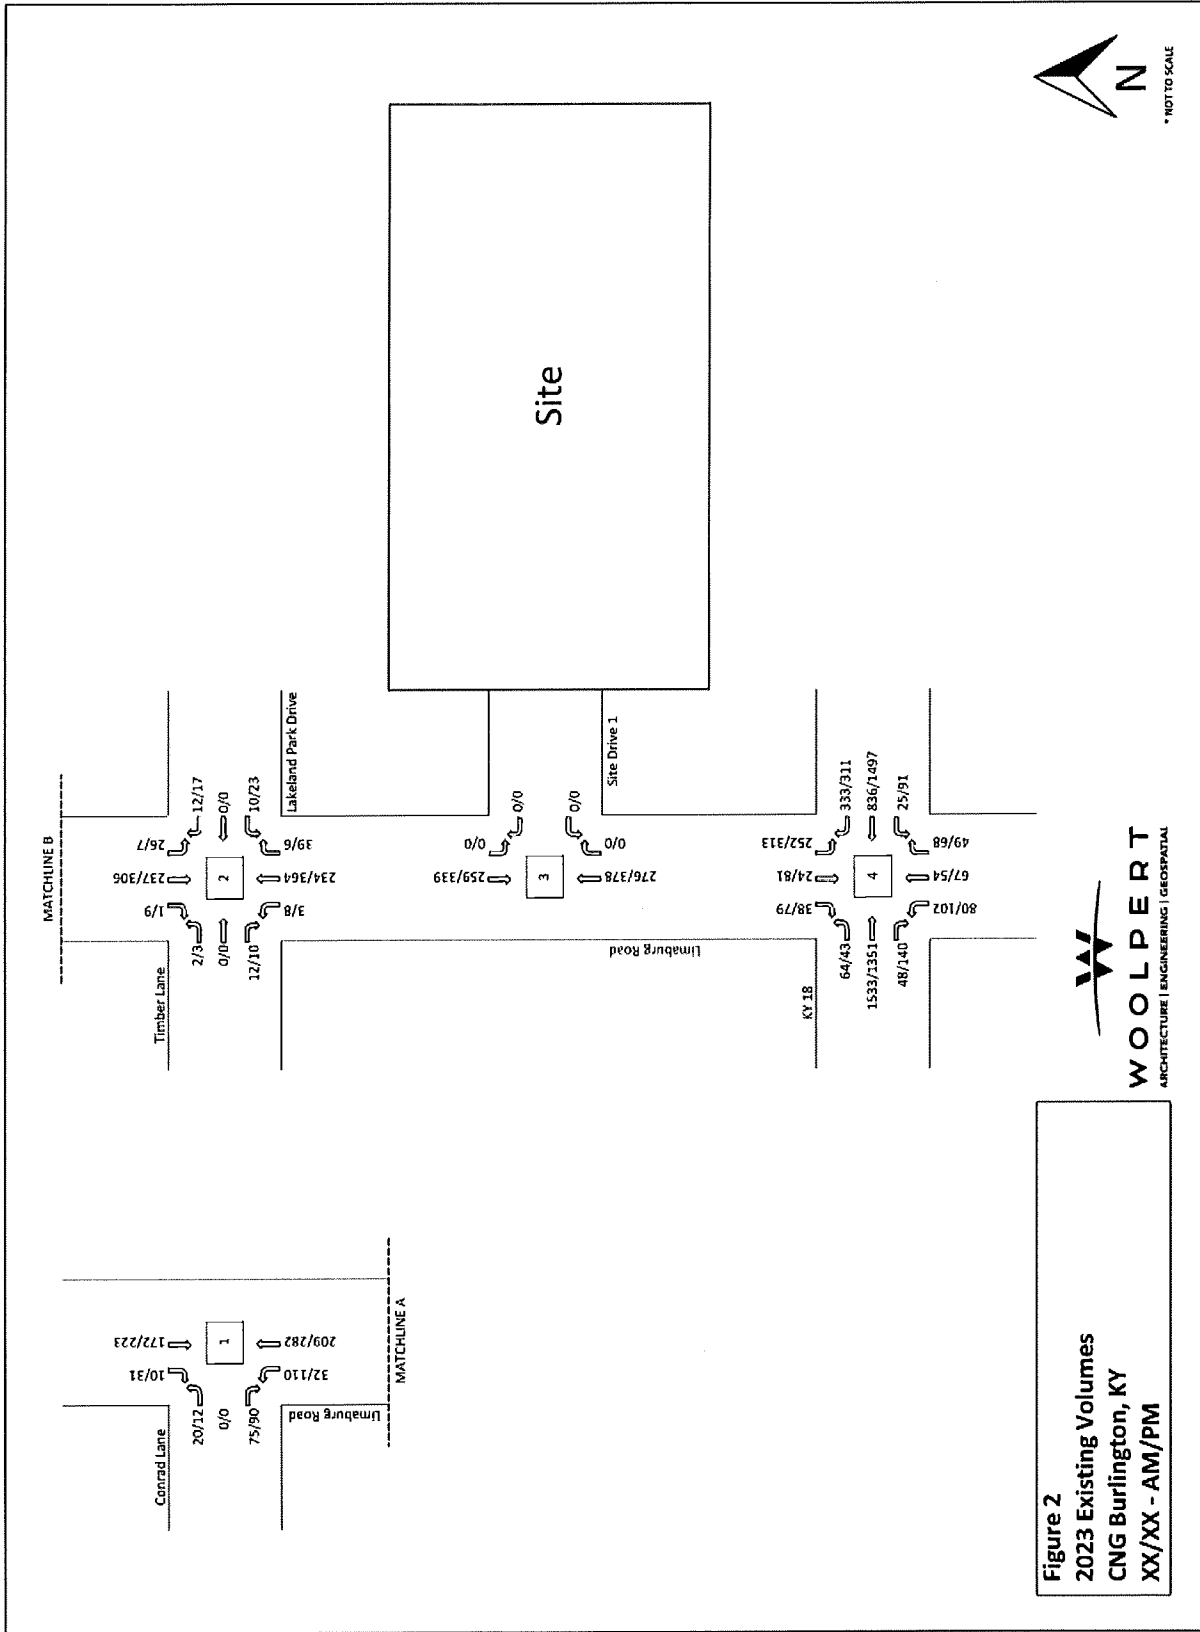 MATCHLINE B
Conrad Lane
10/31
172/223
20/12
0/0
75/90
1
32/110
209/282
Limaburg Road
MATCHLINE A
Timber Lane
1/9
237/306
26/7
2/3
0/0
12/10
2
12/17
0/0
10/23
3/8
234/364
39/6
Lakeland Park Drive
259/339
0/0
3
0/0
0/0
276/378
0/0
Site Drive 1
Site
Limaburg Road
KY 18
38/79
24/81
252/313
64/43
1533/1351
48/140
4
333/311
836/1497
25/91
80/102
67/54
49/68
Figure 2
2023 Existing Volumes
CNG Burlington, KY
XX/XX - AM/PM
WOOLPERT
ARCHITECTURE | ENGINEERING | GEOSPATIAL
N
* NOT TO SCALE